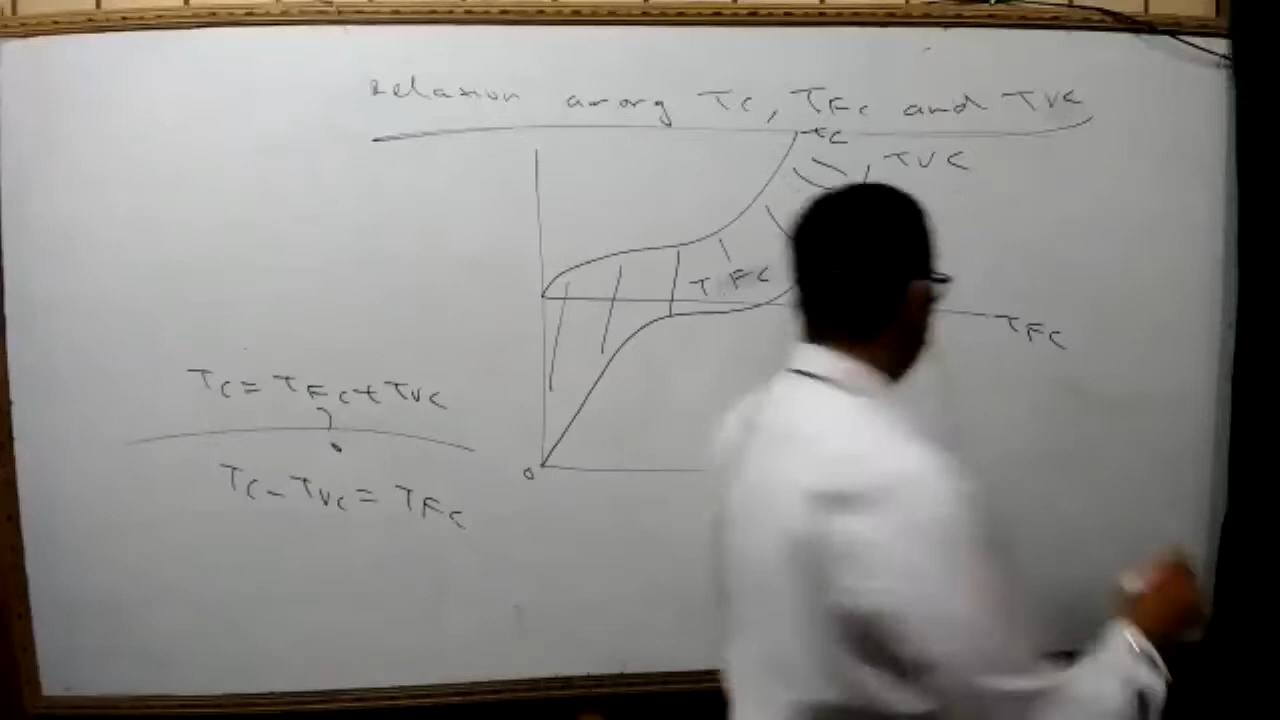 Relation among TC, TFC and TVC
TC
TVC
TFC
TFC
TC = TFC + TVC
TC - TVC = TFC
0